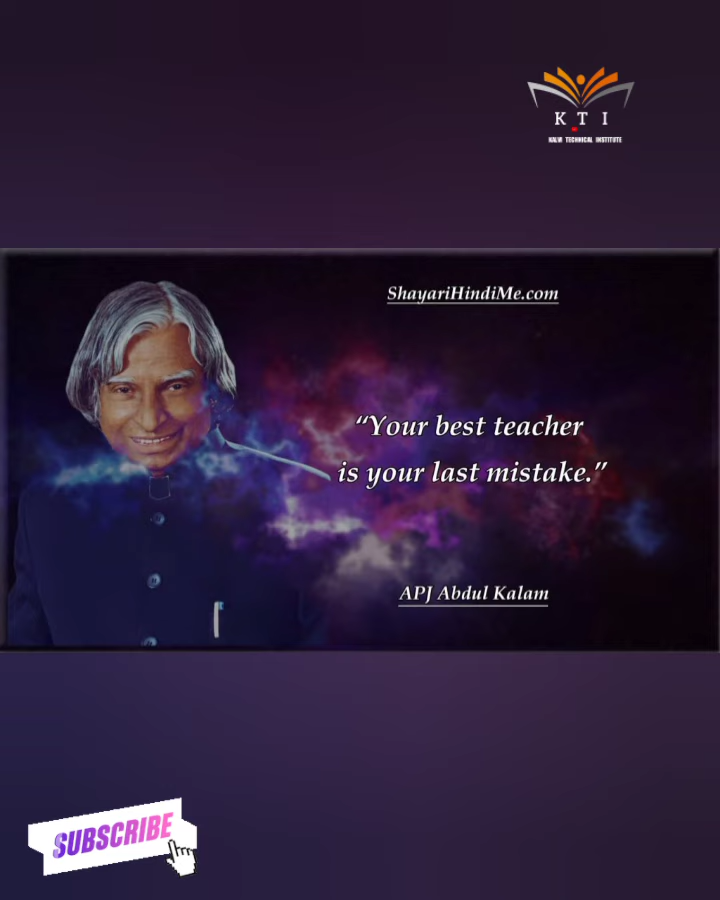 K T I
KALVI TECHNICAL INSTITUTE
ShayariHindiMe.com
“Your best teacher
is your last mistake.”
APJ Abdul Kalam
SUBSCRIBE